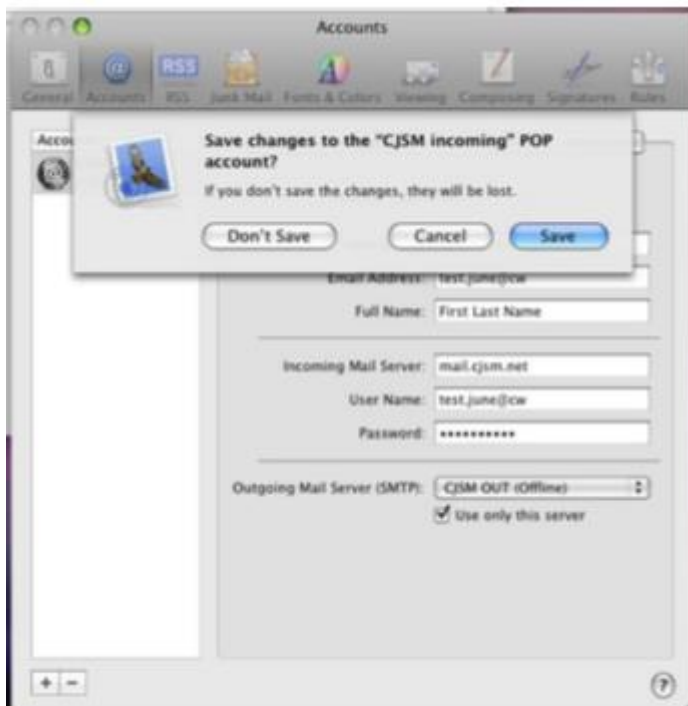 Accounts
General Accounts RSS Junk Mail Fonts & Colors Viewing Composing Signatures Rules
RSS
Accou
Save changes to the "CJSM incoming" POP
account?
If you don't save the changes, they will be lost.
Don't Save Cancel Save
Email Address: test.june@cw
Full Name: First Last Name
Incoming Mail Server: mail.cjsm.net
User Name: test.june@cw
Password: ••••••••••
Outgoing Mail Server (SMTP): CJSM OUT (Offline)
Use only this server
+ - ?